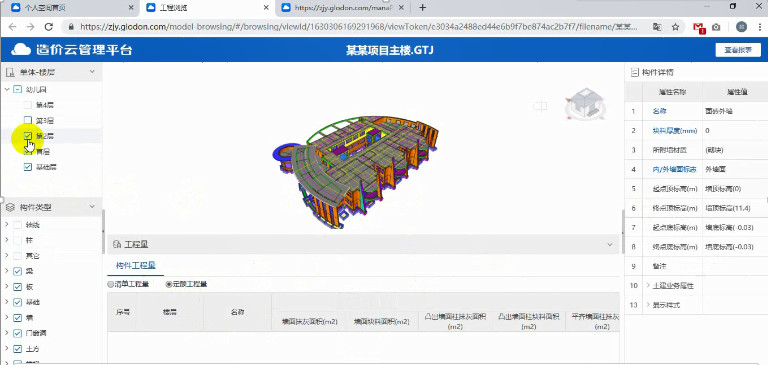 个人空间首页
工程浏览
https://zjy.glodon.com/mana
https://zjy.glodon.com/model-browsing/#/browsing/viewId/1630306169291968/viewToken/e3034a2488ed44e6b9f7be874ac2b7f7/filename/某某...
造价云管理平台
某某项目主楼.GTJ
查看报表
单体-楼层
幼儿园
第4层
第3层
第2层
首层
基础层
构件类型
轴线
柱
其它
梁
板
基础
墙
门窗洞
土方
工程量
构件工程量
清单工程量 定额工程量
序号 楼层 名称
墙面抹灰面积(m2) 墙面块料面积(m2) 凸出墙面柱抹灰面积(m2) 凸出墙面柱块料面积(m2) 平齐墙面柱抹灰(m2)
构件详情
属性名称 属性值
1 名称 面砖外墙
2 块料厚度(mm) 0
3 所附墙材质 (砌块)
4 内/外墙面标志 外墙面
5 起点顶标高(m) 墙顶标高(0)
6 终点顶标高(m) 墙顶标高(11.4)
7 起点底标高(m) 墙底标高(-0.03)
8 终点底标高(m) 墙底标高(-0.03)
9 备注
10 土建业务属性
13 显示样式